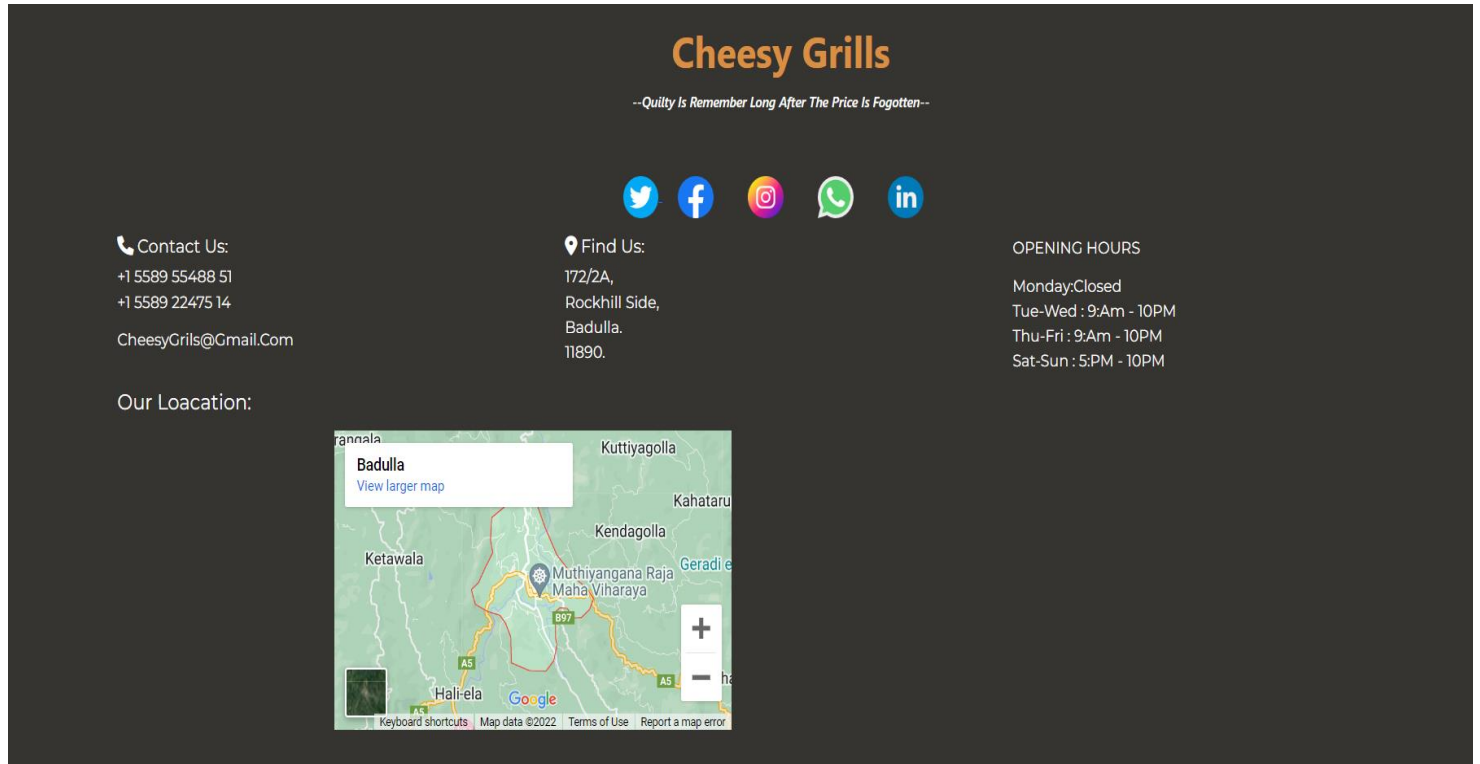 Cheesy Grills
--Quilty Is Remember Long After The Price Is Fogotten--
Contact Us:
+1 5589 55488 51
+1 5589 22475 14
CheesyGrils@Gmail.Com
Find Us:
172/2A,
Rockhill Side,
Badulla.
11890.
OPENING HOURS
Monday:Closed
Tue-Wed : 9:Am - 10PM
Thu-Fri : 9:Am - 10PM
Sat-Sun : 5:PM - 10PM
Our Loacation:
Badulla
View larger map
Kuttiyagolla
Kahataru
Kendagolla
Ketawala
Geradi e
Muthiyangana Raja
Maha Viharaya
B97
A5
A5
Hali-ela
Google
A5
Keyboard shortcuts Map data ©2022 Terms of Use Report a map error